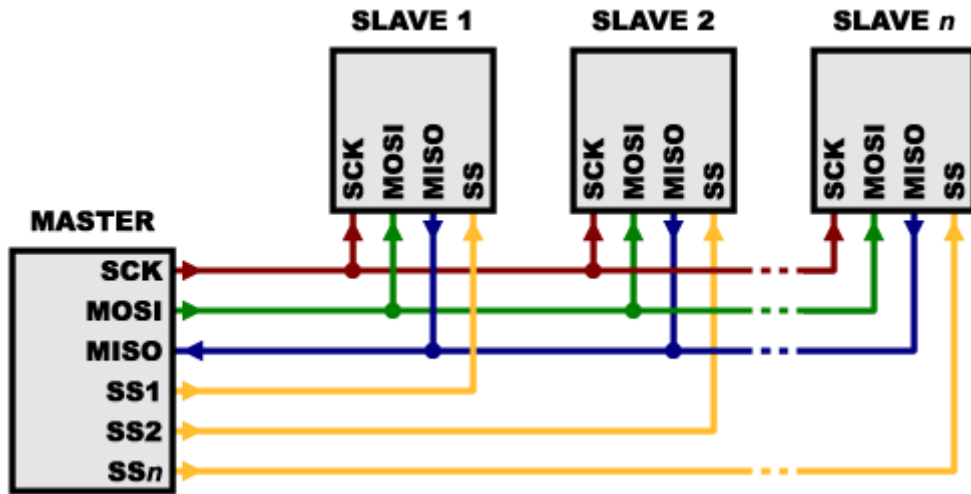 SLAVE 1
SLAVE 2
SLAVE n
SCK
MOSI
MISO
SS
SCK
MOSI
MISO
SS
SCK
MOSI
MISO
SS
MASTER
SCK
MOSI
MISO
SS1
SS2
SSn